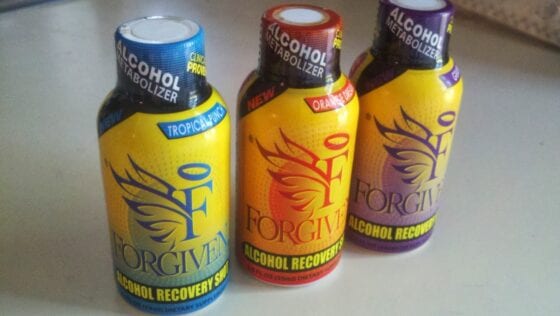 ALCOHOL
METABOLIZER
NEW
TROPICAL PUNCH
F
FORGIVEN
ALCOHOL RECOVERY SHOT
ALCOHOL
METABOLIZER
NEW
ORANGE
F
FORGIVEN
ALCOHOL RECOVERY
DIETARY
ALCOHOL
METABOLIZER
F
FORGIVEN
ALCOHOL RECOVERY